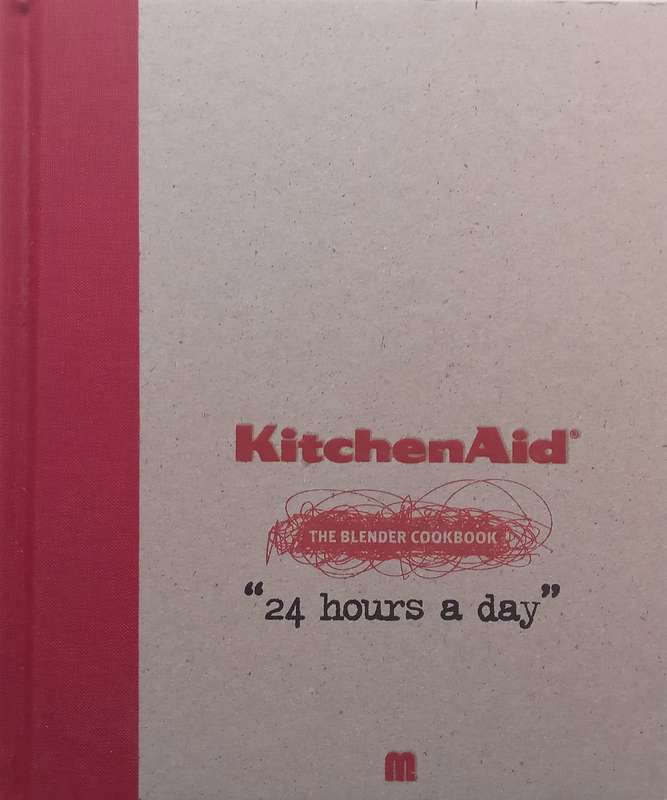 KitchenAid®
THE BLENDER COOKBOOK
“24 hours a day”
m